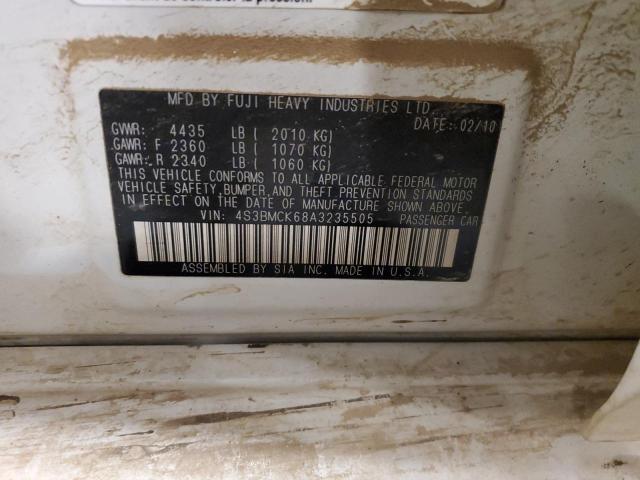 MFD BY FUJI HEAVY INDUSTRIES LTD.
DATE: 02/10
GVWR: 4435 LB ( 2010 KG)
GAWR: F 2360 LB ( 1070 KG)
GAWR: R 2340 LB ( 1060 KG)
THIS VEHICLE CONFORMS TO ALL APPLICABLE FEDERAL MOTOR
VEHICLE SAFETY, BUMPER, AND THEFT PREVENTION STANDARDS
IN EFFECT ON THE DATE OF MANUFACTURE SHOWN ABOVE.
VIN: 4S3BMCK68A3235505 PASSENGER CAR
ASSEMBLED BY SIA INC. MADE IN U.S.A.